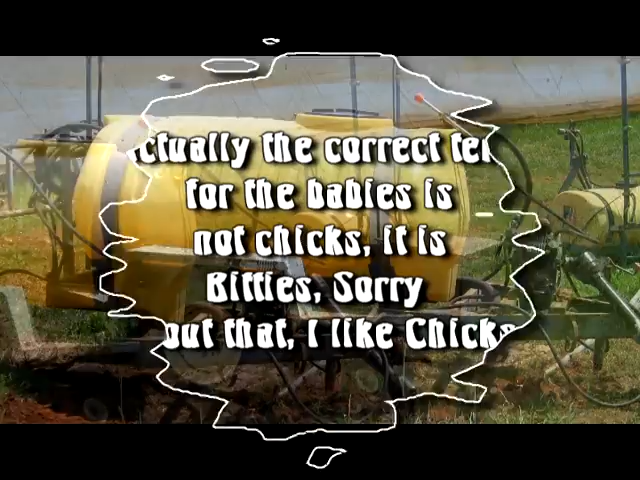 ctually the correct te
for the babies is
not chicks, it is
Bitties, Sorry
out that, I like Chicks